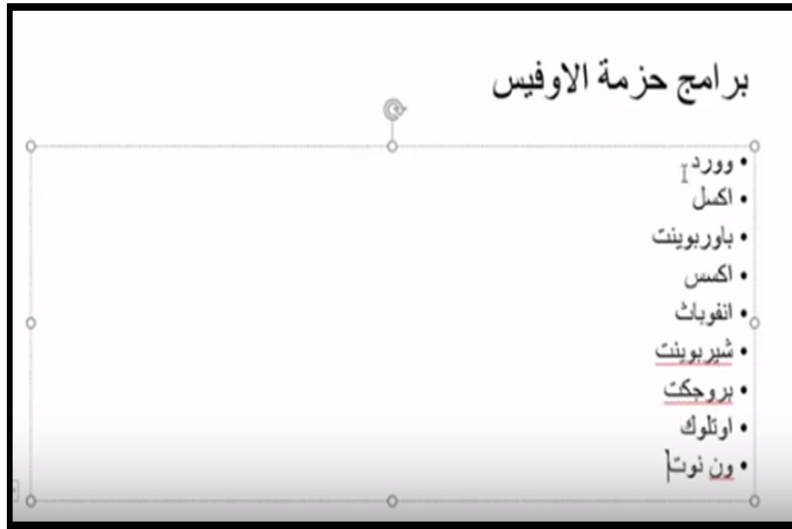 برامج حزمة الاوفيس
• وورد
• اكسل
• باوربوينت
• اكسس
• انفوباث
• شيربوينت
• بروجكت
• اوتلوك
• ون نوت